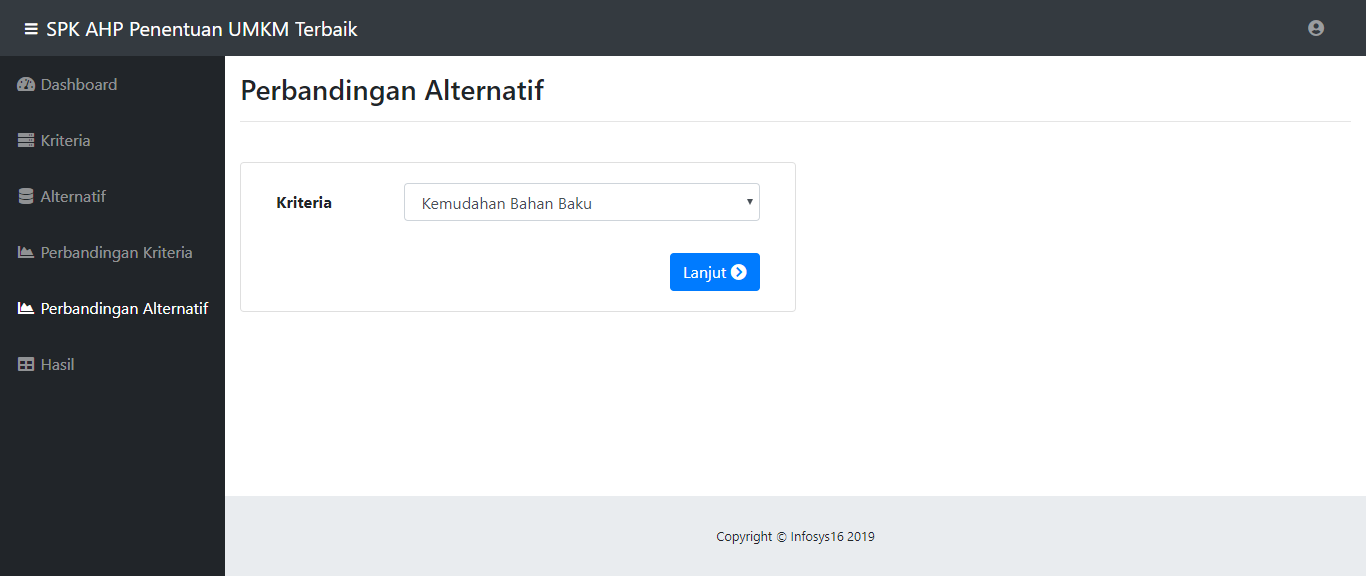 SPK AHP Penentuan UMKM Terbaik
Dashboard
Kriteria
Alternatif
Perbandingan Kriteria
Perbandingan Alternatif
Hasil
Perbandingan Alternatif
Kriteria
Kemudahan Bahan Baku
Lanjut
Copyright © Infosys16 2019